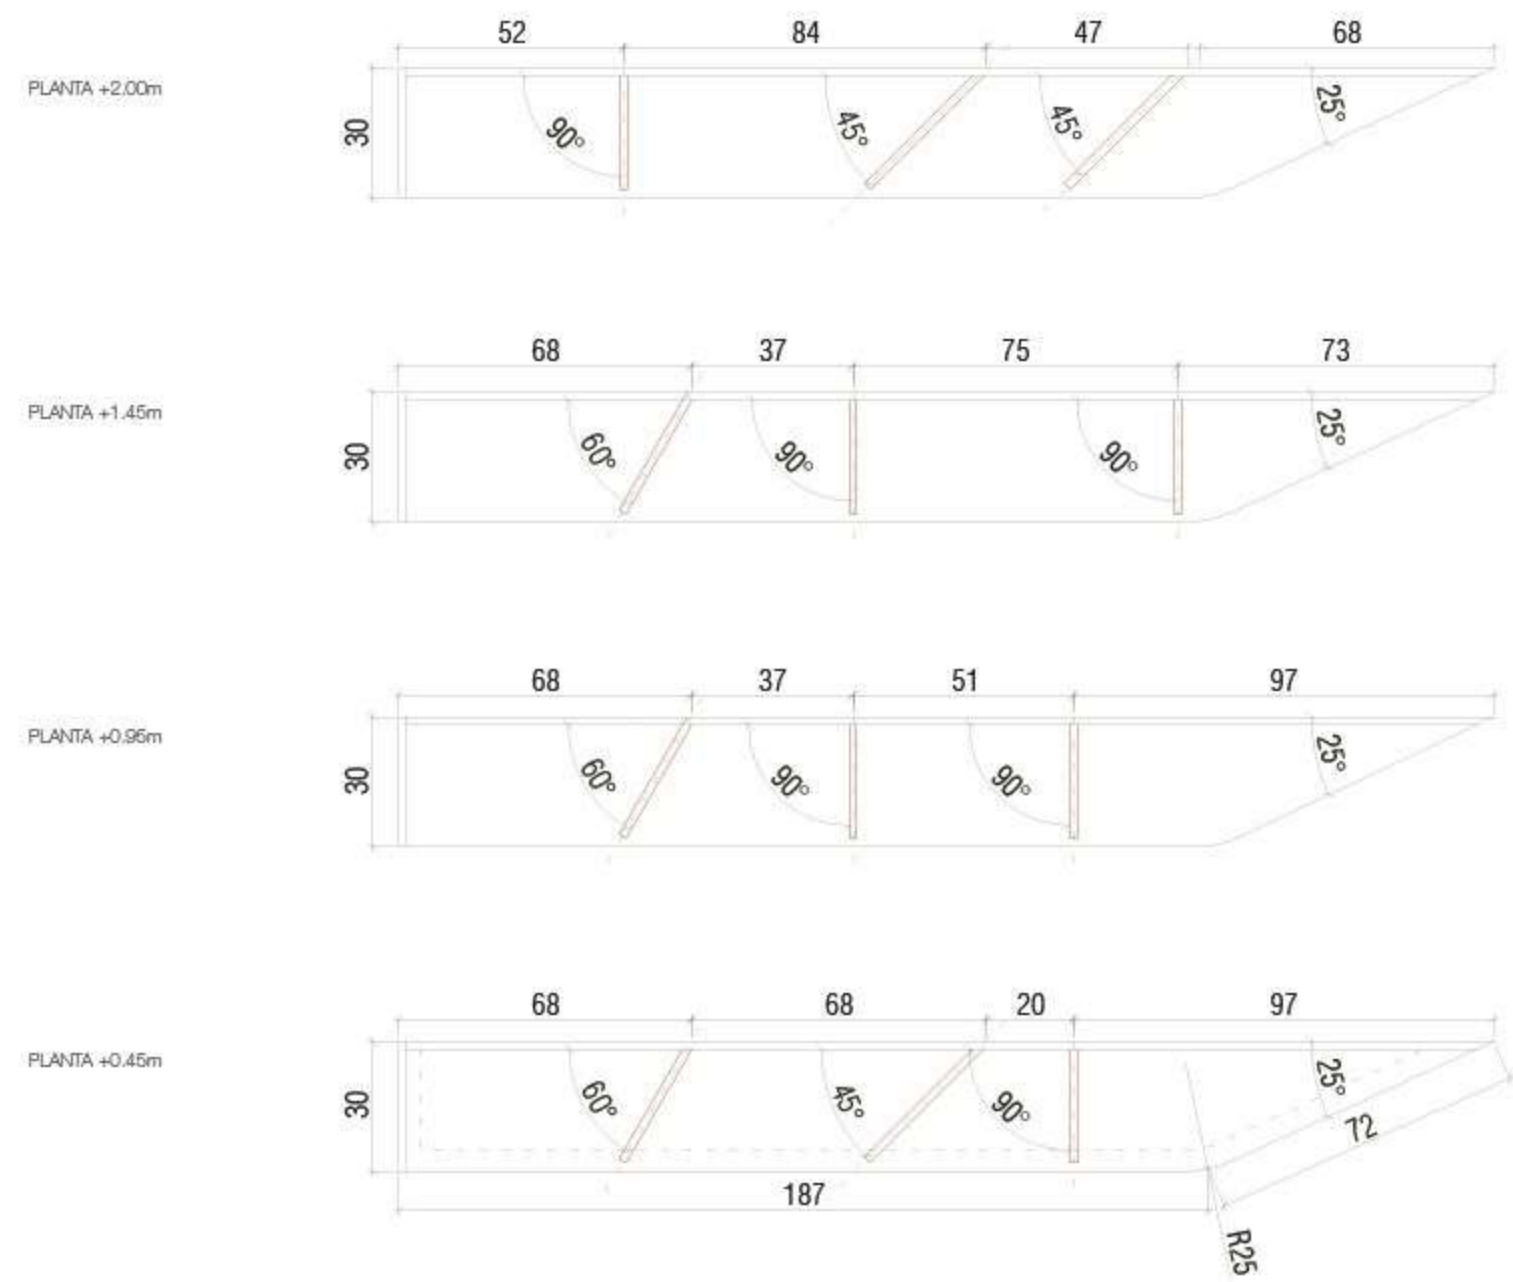 52 84 47 68
PLANTA +2.00m
30 90° 45° 45° 25°
68 37 75 73
PLANTA +1.45m
30 60° 90° 90° 25°
68 37 51 97
PLANTA +0.95m
30 60° 90° 90° 25°
68 68 20 97
PLANTA +0.45m
30 60° 45° 90° 25°
72
187
R25